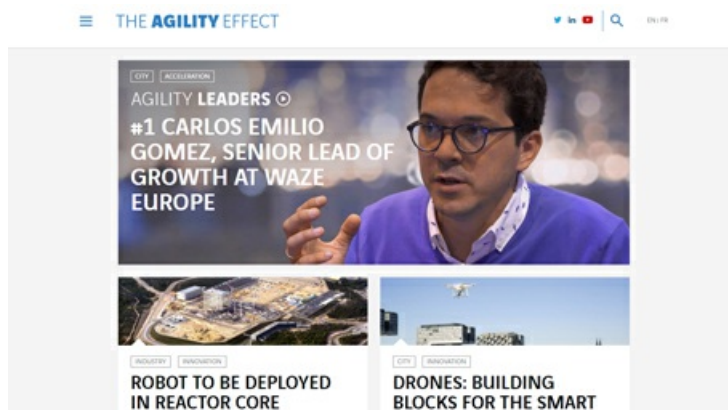 THE AGILITY EFFECT
in
EN | FR
CITY ACCELERATION
AGILITY LEADERS
#1 CARLOS EMILIO
GOMEZ, SENIOR LEAD OF
GROWTH AT WAZE
EUROPE
INDUSTRY INNOVATION
CITY INNOVATION
ROBOT TO BE DEPLOYED
IN REACTOR CORE
DRONES: BUILDING
BLOCKS FOR THE SMART